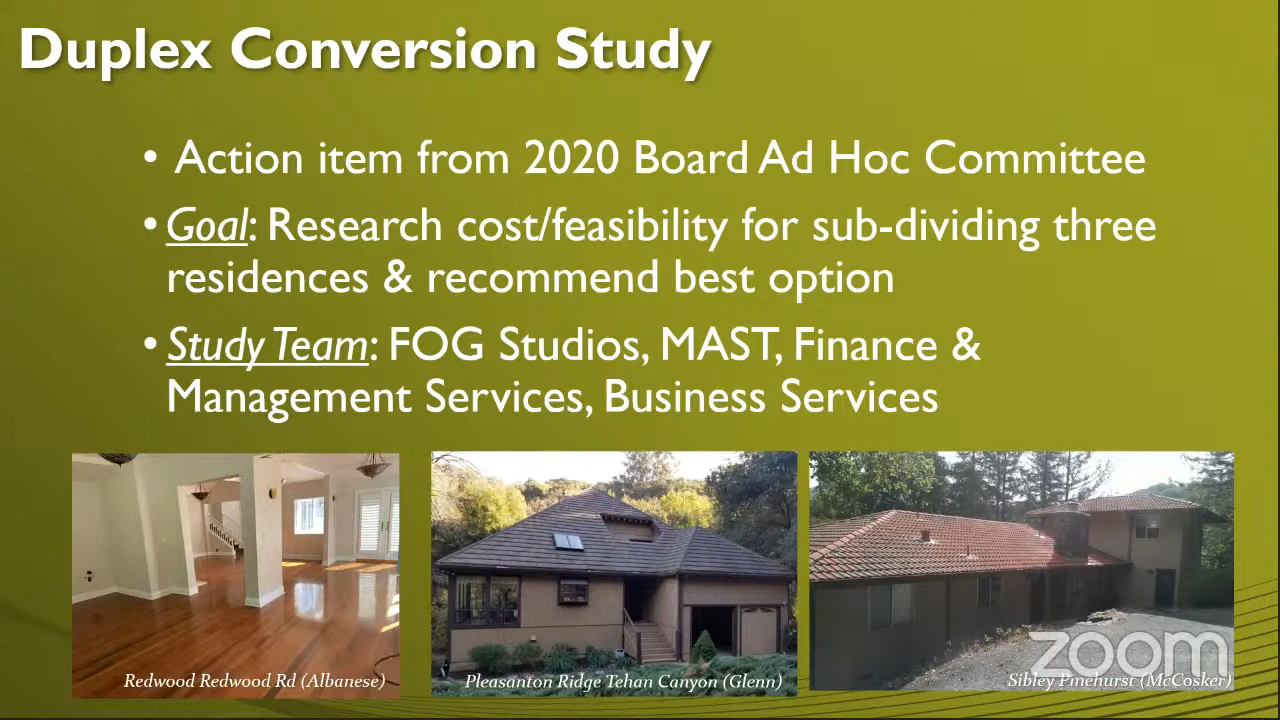 Duplex Conversion Study
• Action item from 2020 Board Ad Hoc Committee
• Goal: Research cost/feasibility for sub-dividing three
residences & recommend best option
• Study Team: FOG Studios, MAST, Finance &
Management Services, Business Services
Redwood Redwood Rd (Albanese)
Pleasanton Ridge Tehan Canyon (Glenn)
zoom
Sibley Pinehurst (McCosker)